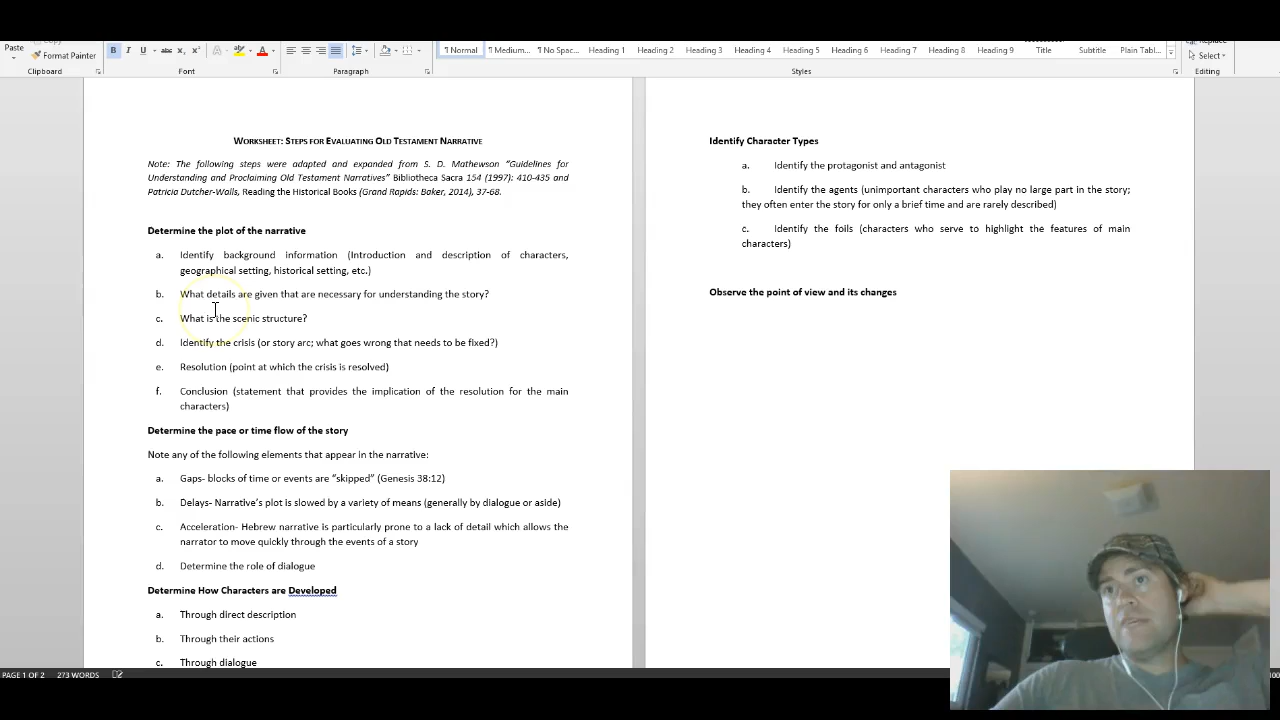 Paste
Format Painter
B I U abc x₂ x²
A
¶ Normal ¶ Medium... ¶ No Spac... Heading 1 Heading 2 Heading 3 Heading 4 Heading 5 Heading 6 Heading 7 Heading 8 Heading 9 Title Subtitle Plain Tabl...
Replace
Select
Clipboard Font Paragraph Styles Editing
WORKSHEET: STEPS FOR EVALUATING OLD TESTAMENT NARRATIVE
Note: The following steps were adapted and expanded from S. D. Mathewson “Guidelines for
Understanding and Proclaiming Old Testament Narratives” Bibliotheca Sacra 154 (1997): 410-435 and
Patricia Dutcher-Walls, Reading the Historical Books (Grand Rapids: Baker, 2014), 37-68.
Determine the plot of the narrative
a. Identify background information (Introduction and description of characters,
geographical setting, historical setting, etc.)
b. What details are given that are necessary for understanding the story?
c. What is the scenic structure?
d. Identify the crisis (or story arc; what goes wrong that needs to be fixed?)
e. Resolution (point at which the crisis is resolved)
f. Conclusion (statement that provides the implication of the resolution for the main
characters)
Determine the pace or time flow of the story
Note any of the following elements that appear in the narrative:
a. Gaps- blocks of time or events are “skipped” (Genesis 38:12)
b. Delays- Narrative’s plot is slowed by a variety of means (generally by dialogue or aside)
c. Acceleration- Hebrew narrative is particularly prone to a lack of detail which allows the
narrator to move quickly through the events of a story
d. Determine the role of dialogue
Determine How Characters are Developed
a. Through direct description
b. Through their actions
c. Through dialogue
Identify Character Types
a. Identify the protagonist and antagonist
b. Identify the agents (unimportant characters who play no large part in the story;
they often enter the story for only a brief time and are rarely described)
c. Identify the foils (characters who serve to highlight the features of main
characters)
Observe the point of view and its changes
PAGE 1 OF 2 273 WORDS